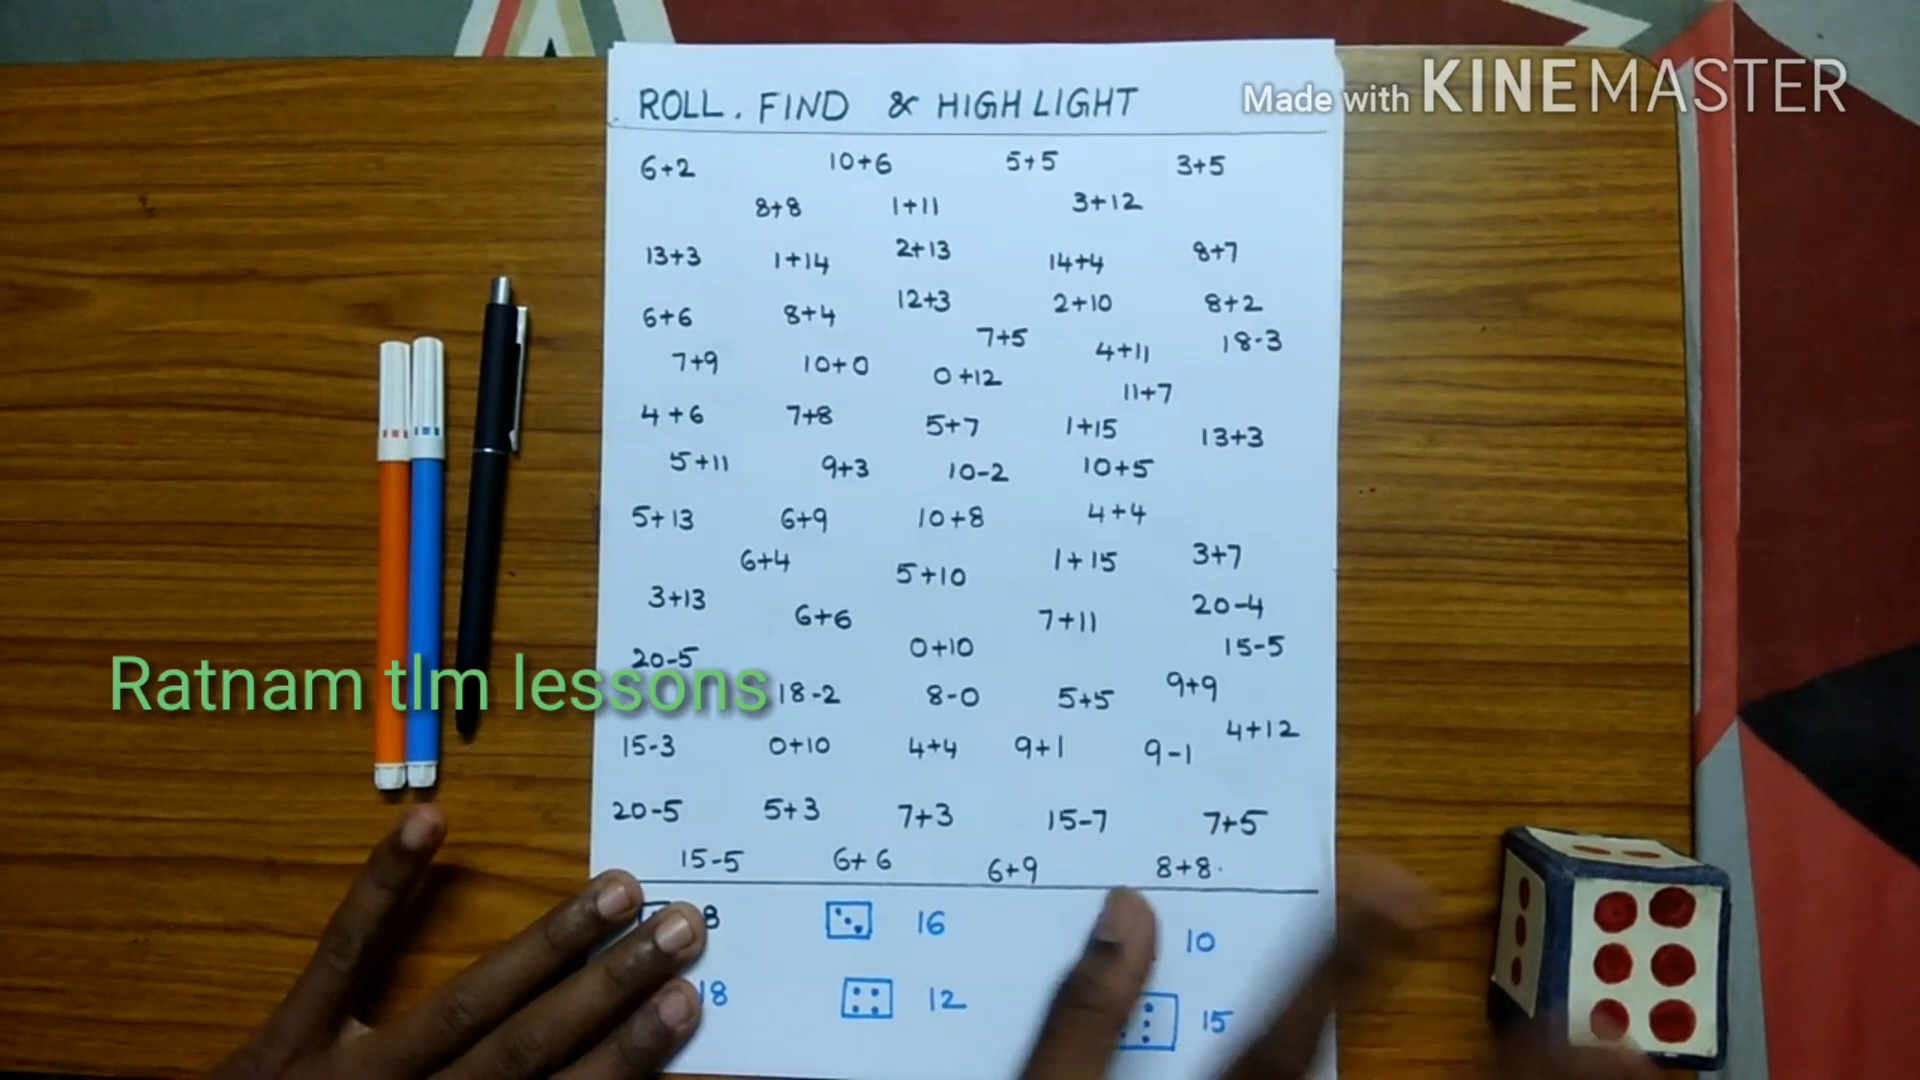 Made with KINEMASTER
ROLL. FIND & HIGHLIGHT
6+2 10+6 5+5 3+5
8+8 1+11 3+12
13+3 1+14 2+13 14+4 8+7
6+6 8+4 12+3 2+10 8+2
7+5 4+11 18-3
7+9 10+0 0+12 11+7
4+6 7+8 5+7 1+15 13+3
5+11 9+3 10-2 10+5
5+13 6+9 10+8 4+4
6+4 5+10 1+15 3+7
3+13 6+6 7+11 20-4
20-5 0+10 15-5
Ratnam tlm lessons
18-2 8-0 5+5 9+9
15-3 0+10 4+4 9+1 9-1 4+12
20-5 5+3 7+3 15-7 7+5
15-5 6+6 6+9 8+8.
8 16 10
18 12 15